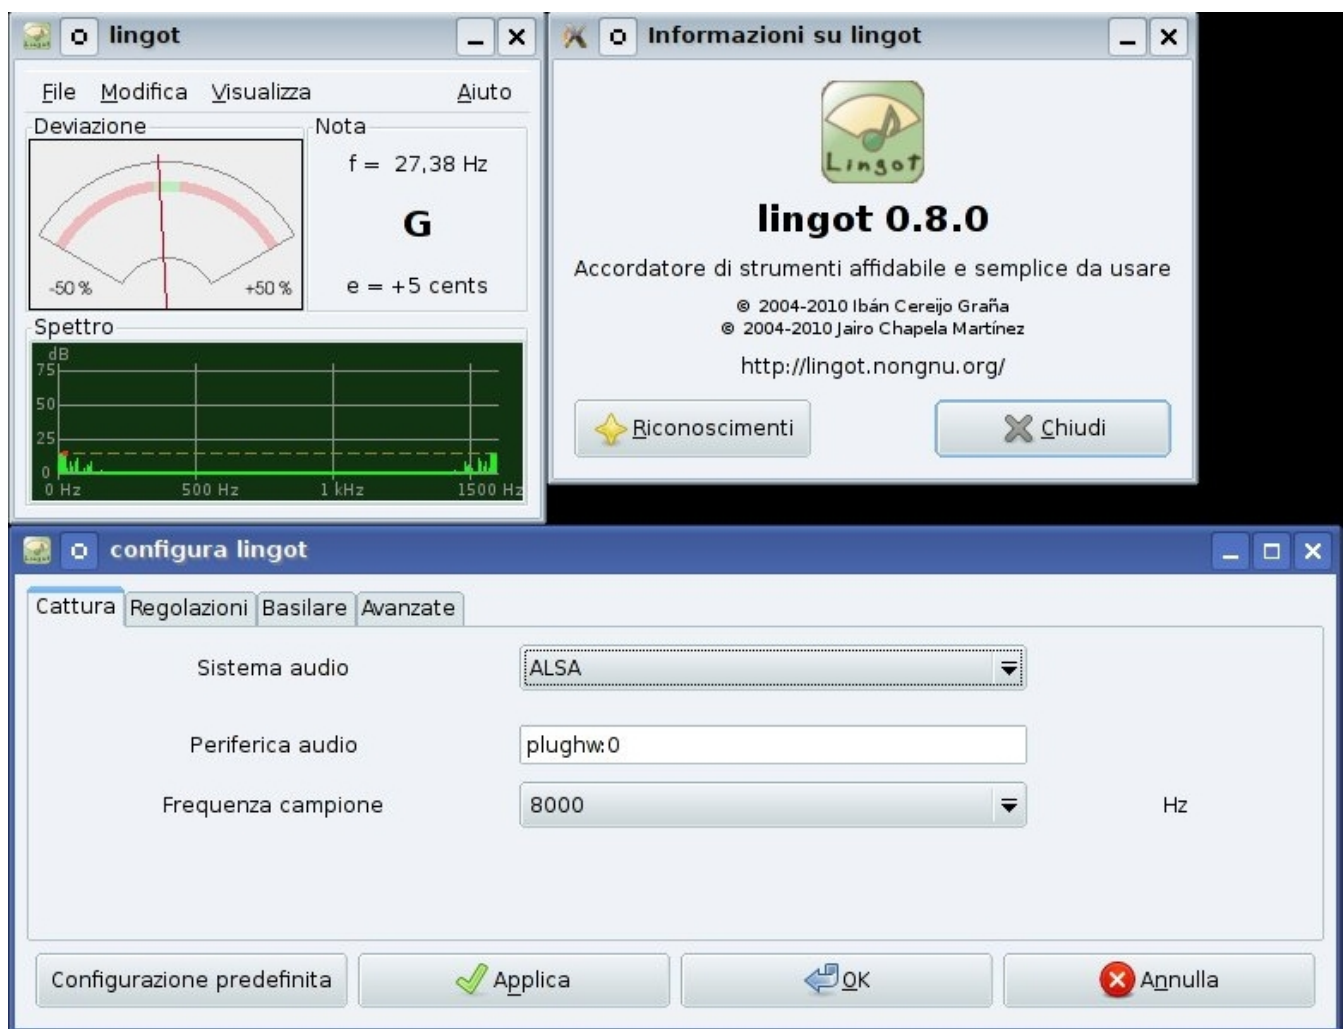 lingot
File Modifica Visualizza Aiuto
Deviazione
-50 % +50 %
Nota
f = 27,38 Hz
G
e = +5 cents
Spettro
dB
75
50
25
0
0 Hz 500 Hz 1 kHz 1500 Hz
Informazioni su lingot
Lingot
lingot 0.8.0
Accordatore di strumenti affidabile e semplice da usare
© 2004-2010 Ibán Cereijo Graña
© 2004-2010 Jairo Chapela Martínez
http://lingot.nongnu.org/
Riconoscimenti Chiudi
configura lingot
Cattura Regolazioni Basilare Avanzate
Sistema audio ALSA
Periferica audio plughw:0
Frequenza campione 8000 Hz
Configurazione predefinita Applica OK Annulla